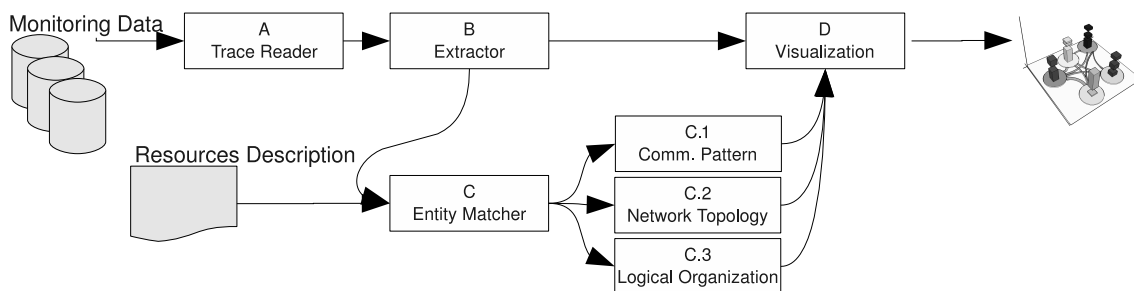 Monitoring Data
A
Trace Reader
B
Extractor
D
Visualization
Resources Description
C
Entity Matcher
C.1
Comm. Pattern
C.2
Network Topology
C.3
Logical Organization